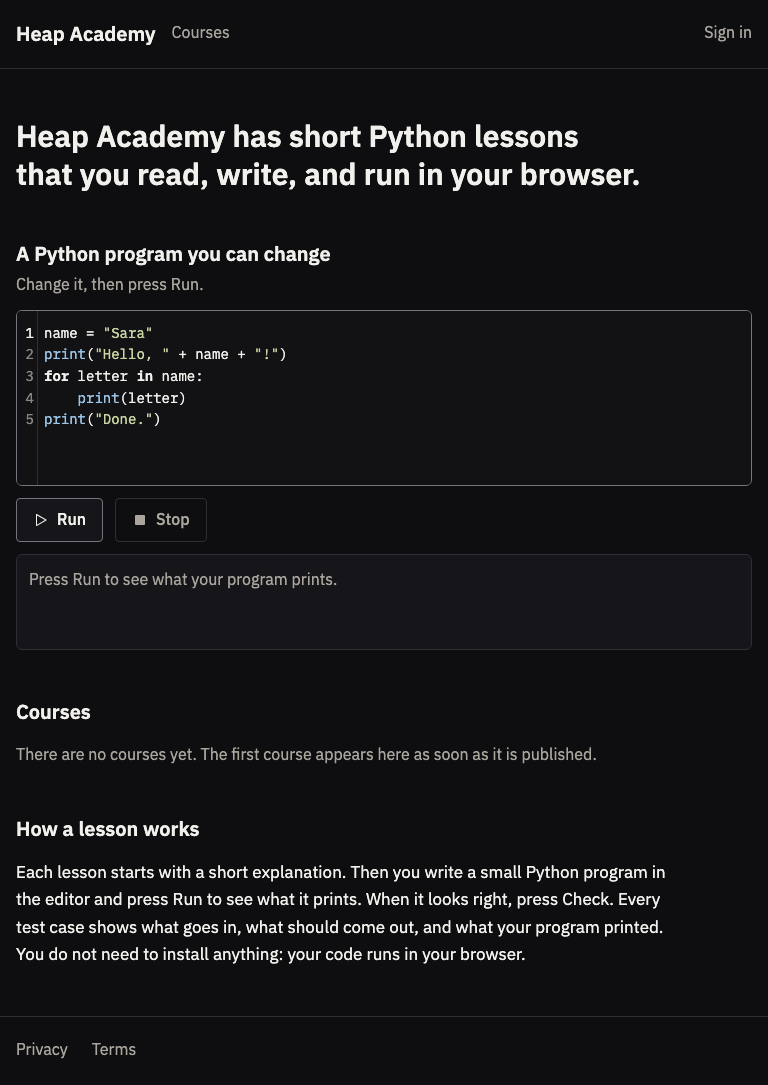 Heap Academy Courses Sign in
Heap Academy has short Python lessons
that you read, write, and run in your browser.
A Python program you can change
Change it, then press Run.
1 name = "Sara"
2 print("Hello, " + name + "!")
3 for letter in name:
4     print(letter)
5 print("Done.")
Run Stop
Press Run to see what your program prints.
Courses
There are no courses yet. The first course appears here as soon as it is published.
How a lesson works
Each lesson starts with a short explanation. Then you write a small Python program in
the editor and press Run to see what it prints. When it looks right, press Check. Every
test case shows what goes in, what should come out, and what your program printed.
You do not need to install anything: your code runs in your browser.
Privacy Terms